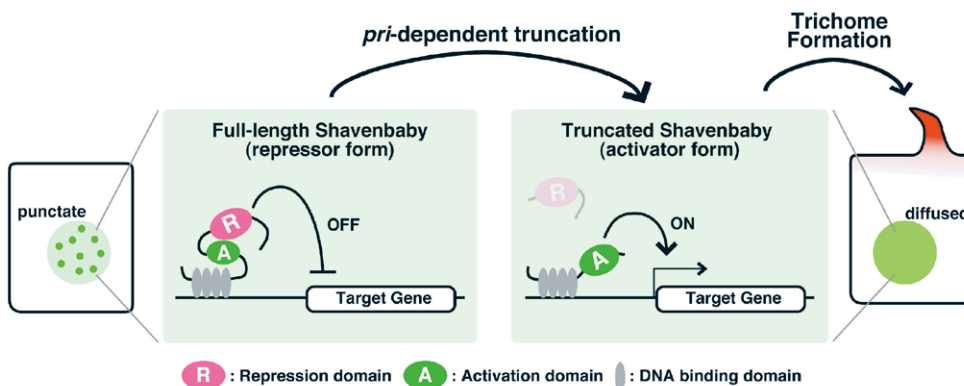 pri-dependent truncation
Trichome
Formation
Full-length Shavenbaby
(repressor form)
Truncated Shavenbaby
(activator form)
punctate
R
A
OFF
Target Gene
R
A
ON
Target Gene
diffused
R : Repression domain A : Activation domain : DNA binding domain